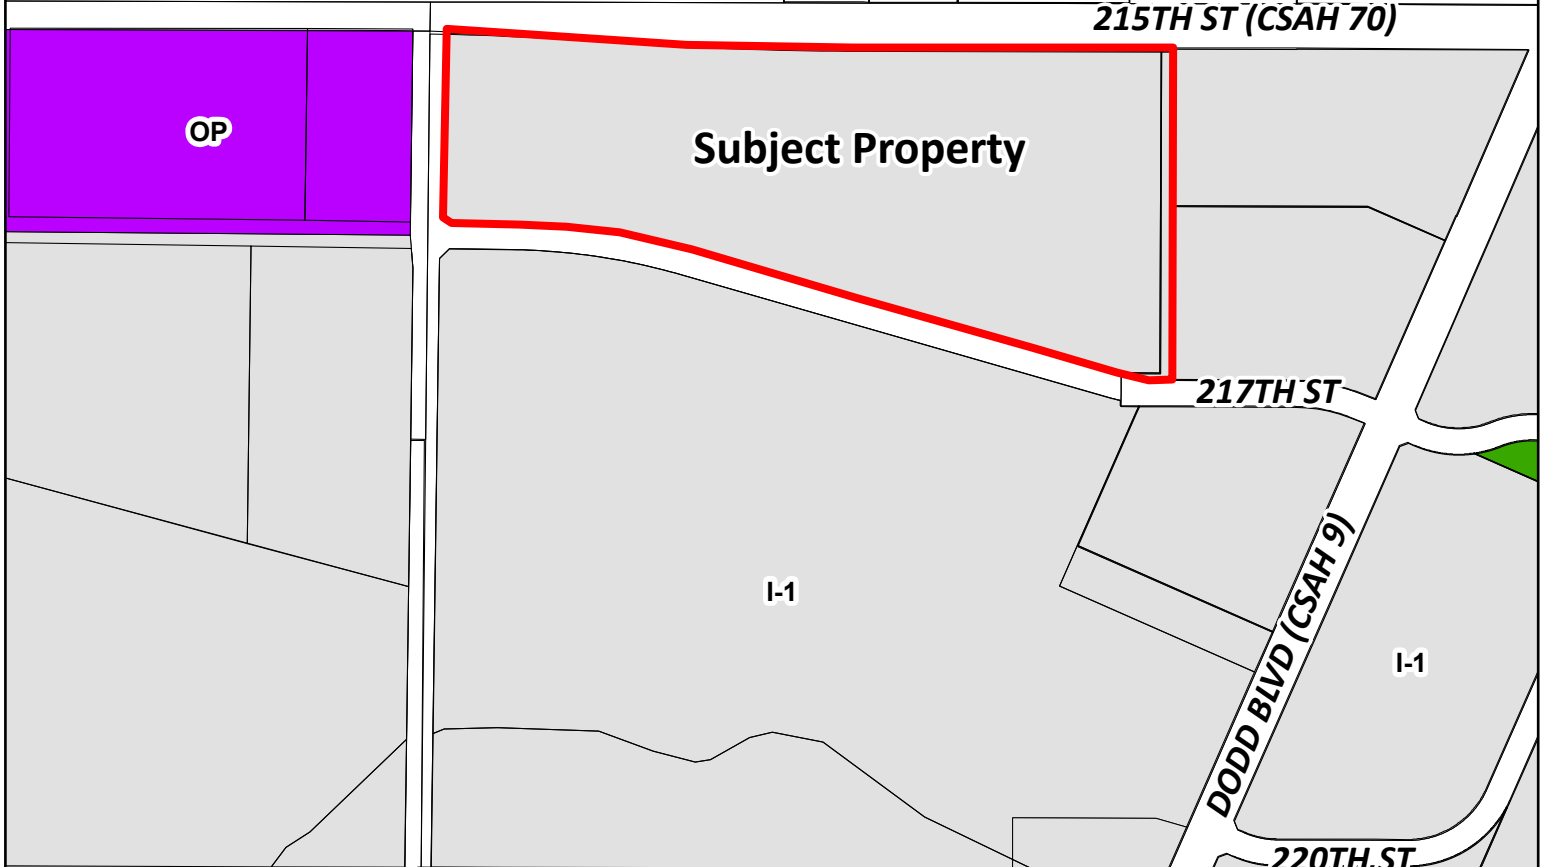 215TH ST (CSAH 70)
OP
Subject Property
217TH ST
I-1
DODD BLVD (CSAH 9)
I-1
220TH ST